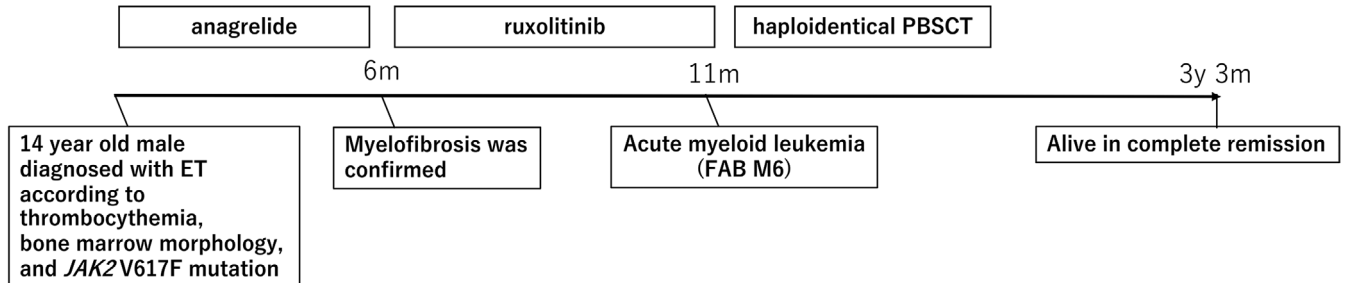 anagrelide
ruxolitinib
haploidentical PBSCT
6m
11m
3y 3m
14 year old male
diagnosed with ET
according to
thrombocythemia,
bone marrow morphology,
and JAK2 V617F mutation
Myelofibrosis was
confirmed
Acute myeloid leukemia
(FAB M6)
Alive in complete remission